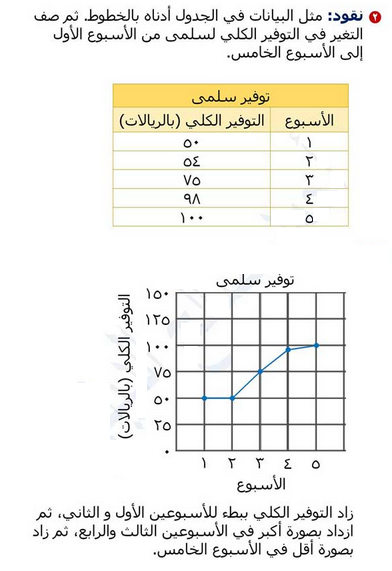 ٢ نقود: مثل البيانات في الجدول أدناه بالخطوط. ثم صف
التغير في التوفير الكلي لسلمى من الأسبوع الأول
إلى الأسبوع الخامس.
توفير سلمى
الأسبوع التوفير الكلي (بالريالات)
١ ٥٠
٢ ٥٤
٣ ٧٥
٤ ٩٨
٥ ١٠٠
توفير سلمى
التوفير الكلي (بالريالات)
١٥٠
١٢٥
١٠٠
٧٥
٥٠
٢٥
٠
١ ٢ ٣ ٤ ٥
الأسبوع
زاد التوفير الكلي ببطء للأسبوعين الأول و الثاني، ثم
ازداد بصورة أكبر في الأسبوعين الثالث والرابع، ثم زاد
بصورة أقل في الأسبوع الخامس.